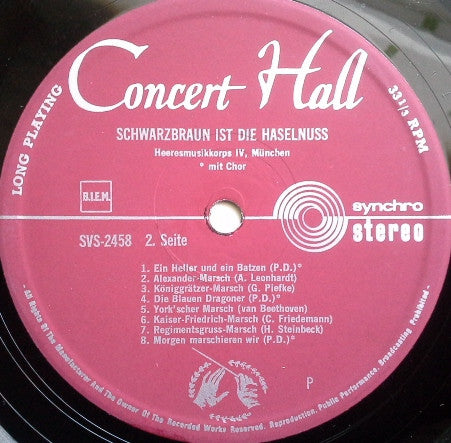 Concert Hall
LONG PLAYING
33 1/3 RPM
SCHWARZBRAUN IST DIE HASELNUSS
Heeresmusikkorps IV, München
* mit Chor
B.I.E.M.
synchro
stereo
SVS-2458 2. Seite
1. Ein Heller und ein Batzen (P.D.)*
2. Alexander-Marsch (A. Leonhardt)
3. Königgrätzer-Marsch (G. Piefke)
4. Die Blauen Dragoner (P.D.)*
5. York'scher Marsch (van Beethoven)
6. Kaiser-Friedrich-Marsch (C. Friedemann)
7. Regimentsgruss-Marsch (H. Steinbeck)
8. Morgen marschieren wir (P.D.)*
P
- All Rights Of The Manufacturer And The Owner Of The Recorded Works Reserved. Reproduction, Public Performance, Broadcasting Prohibited -